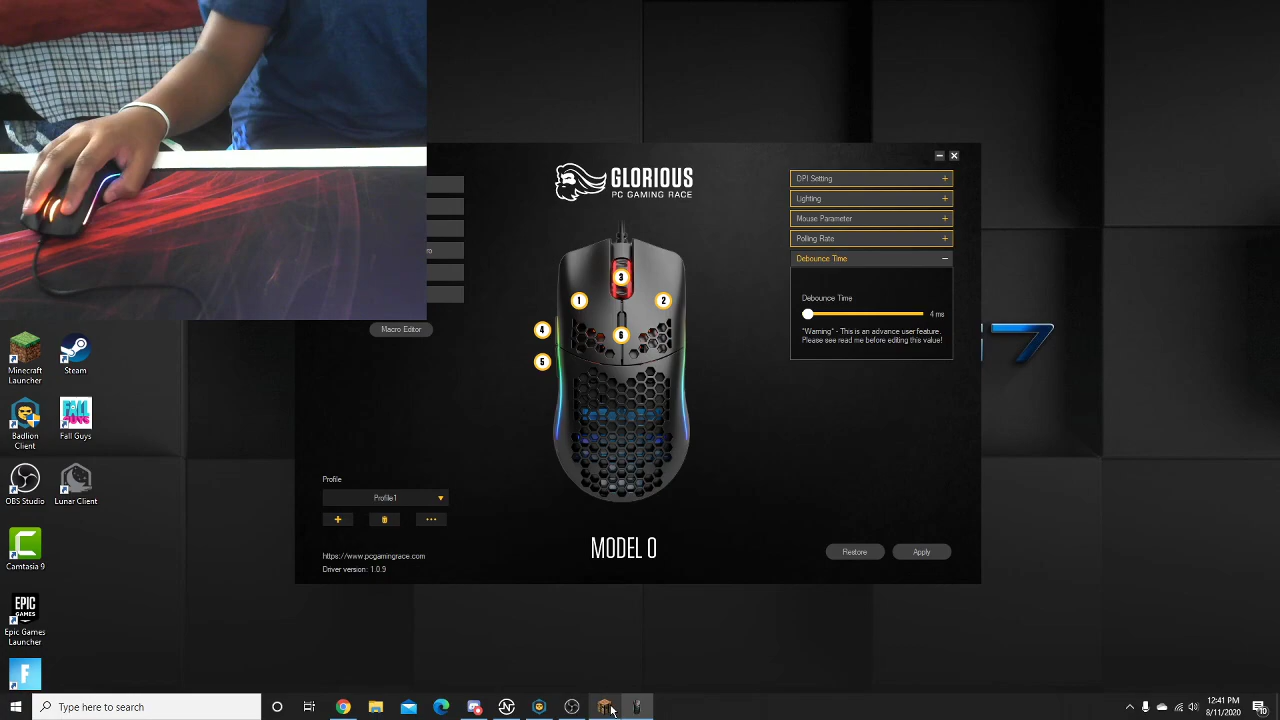 GLORIOUS
PC GAMING RACE
DPI Setting
Lighting
Mouse Parameter
Polling Rate
Debounce Time
Debounce Time
4 ms
"Warning" - This is an advance user feature.
Please see read me before editing this value!
1
2
3
4
5
6
ro
Macro Editor
Profile
Profile1
https://www.pcgamingrace.com
Driver version: 1.0.9
MODEL O
Restore
Apply
7
Minecraft
Launcher
Steam
Badlion
Client
FALL
GUYS
Fall Guys
OBS Studio
Lunar Client
Camtasia 9
EPIC
GAMES
Epic Games
Launcher
F
Type here to search
12:41 PM
8/11/2020